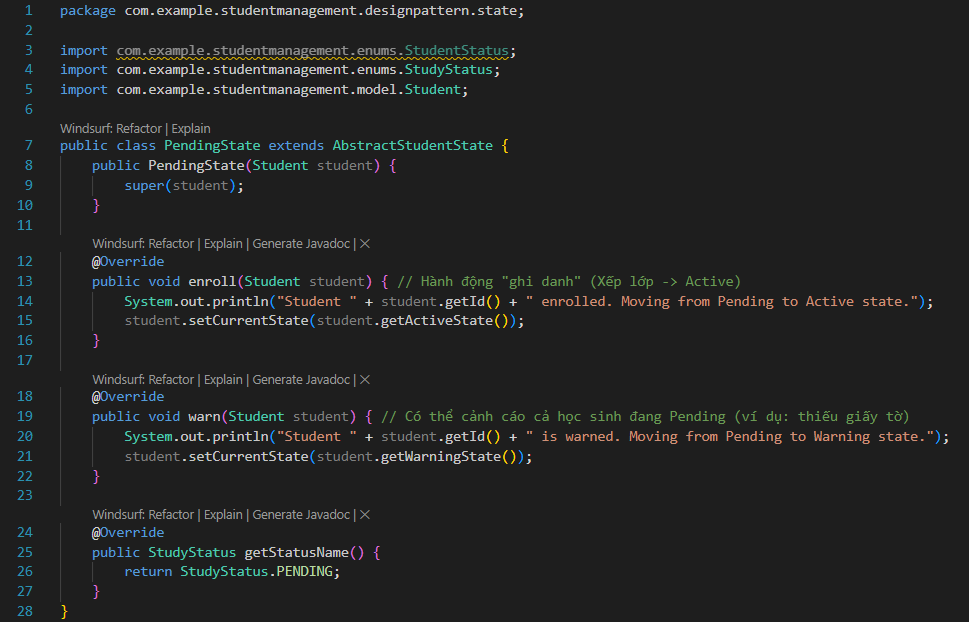 1 package com.example.studentmanagement.designpattern.state;
2
3 import com.example.studentmanagement.enums.StudentStatus;
4 import com.example.studentmanagement.enums.StudyStatus;
5 import com.example.studentmanagement.model.Student;
6
Windsurf: Refactor | Explain
7 public class PendingState extends AbstractStudentState {
8     public PendingState(Student student) {
9         super(student);
10     }
11
Windsurf: Refactor | Explain | Generate Javadoc | ×
12     @Override
13     public void enroll(Student student) { // Hành động "ghi danh" (Xếp lớp -> Active)
14         System.out.println("Student " + student.getId() + " enrolled. Moving from Pending to Active state.");
15         student.setCurrentState(student.getActiveState());
16     }
17
Windsurf: Refactor | Explain | Generate Javadoc | ×
18     @Override
19     public void warn(Student student) { // Có thể cảnh cáo cả học sinh đang Pending (ví dụ: thiếu giấy tờ)
20         System.out.println("Student " + student.getId() + " is warned. Moving from Pending to Warning state.");
21         student.setCurrentState(student.getWarningState());
22     }
23
Windsurf: Refactor | Explain | Generate Javadoc | ×
24     @Override
25     public StudyStatus getStatusName() {
26         return StudyStatus.PENDING;
27     }
28 }